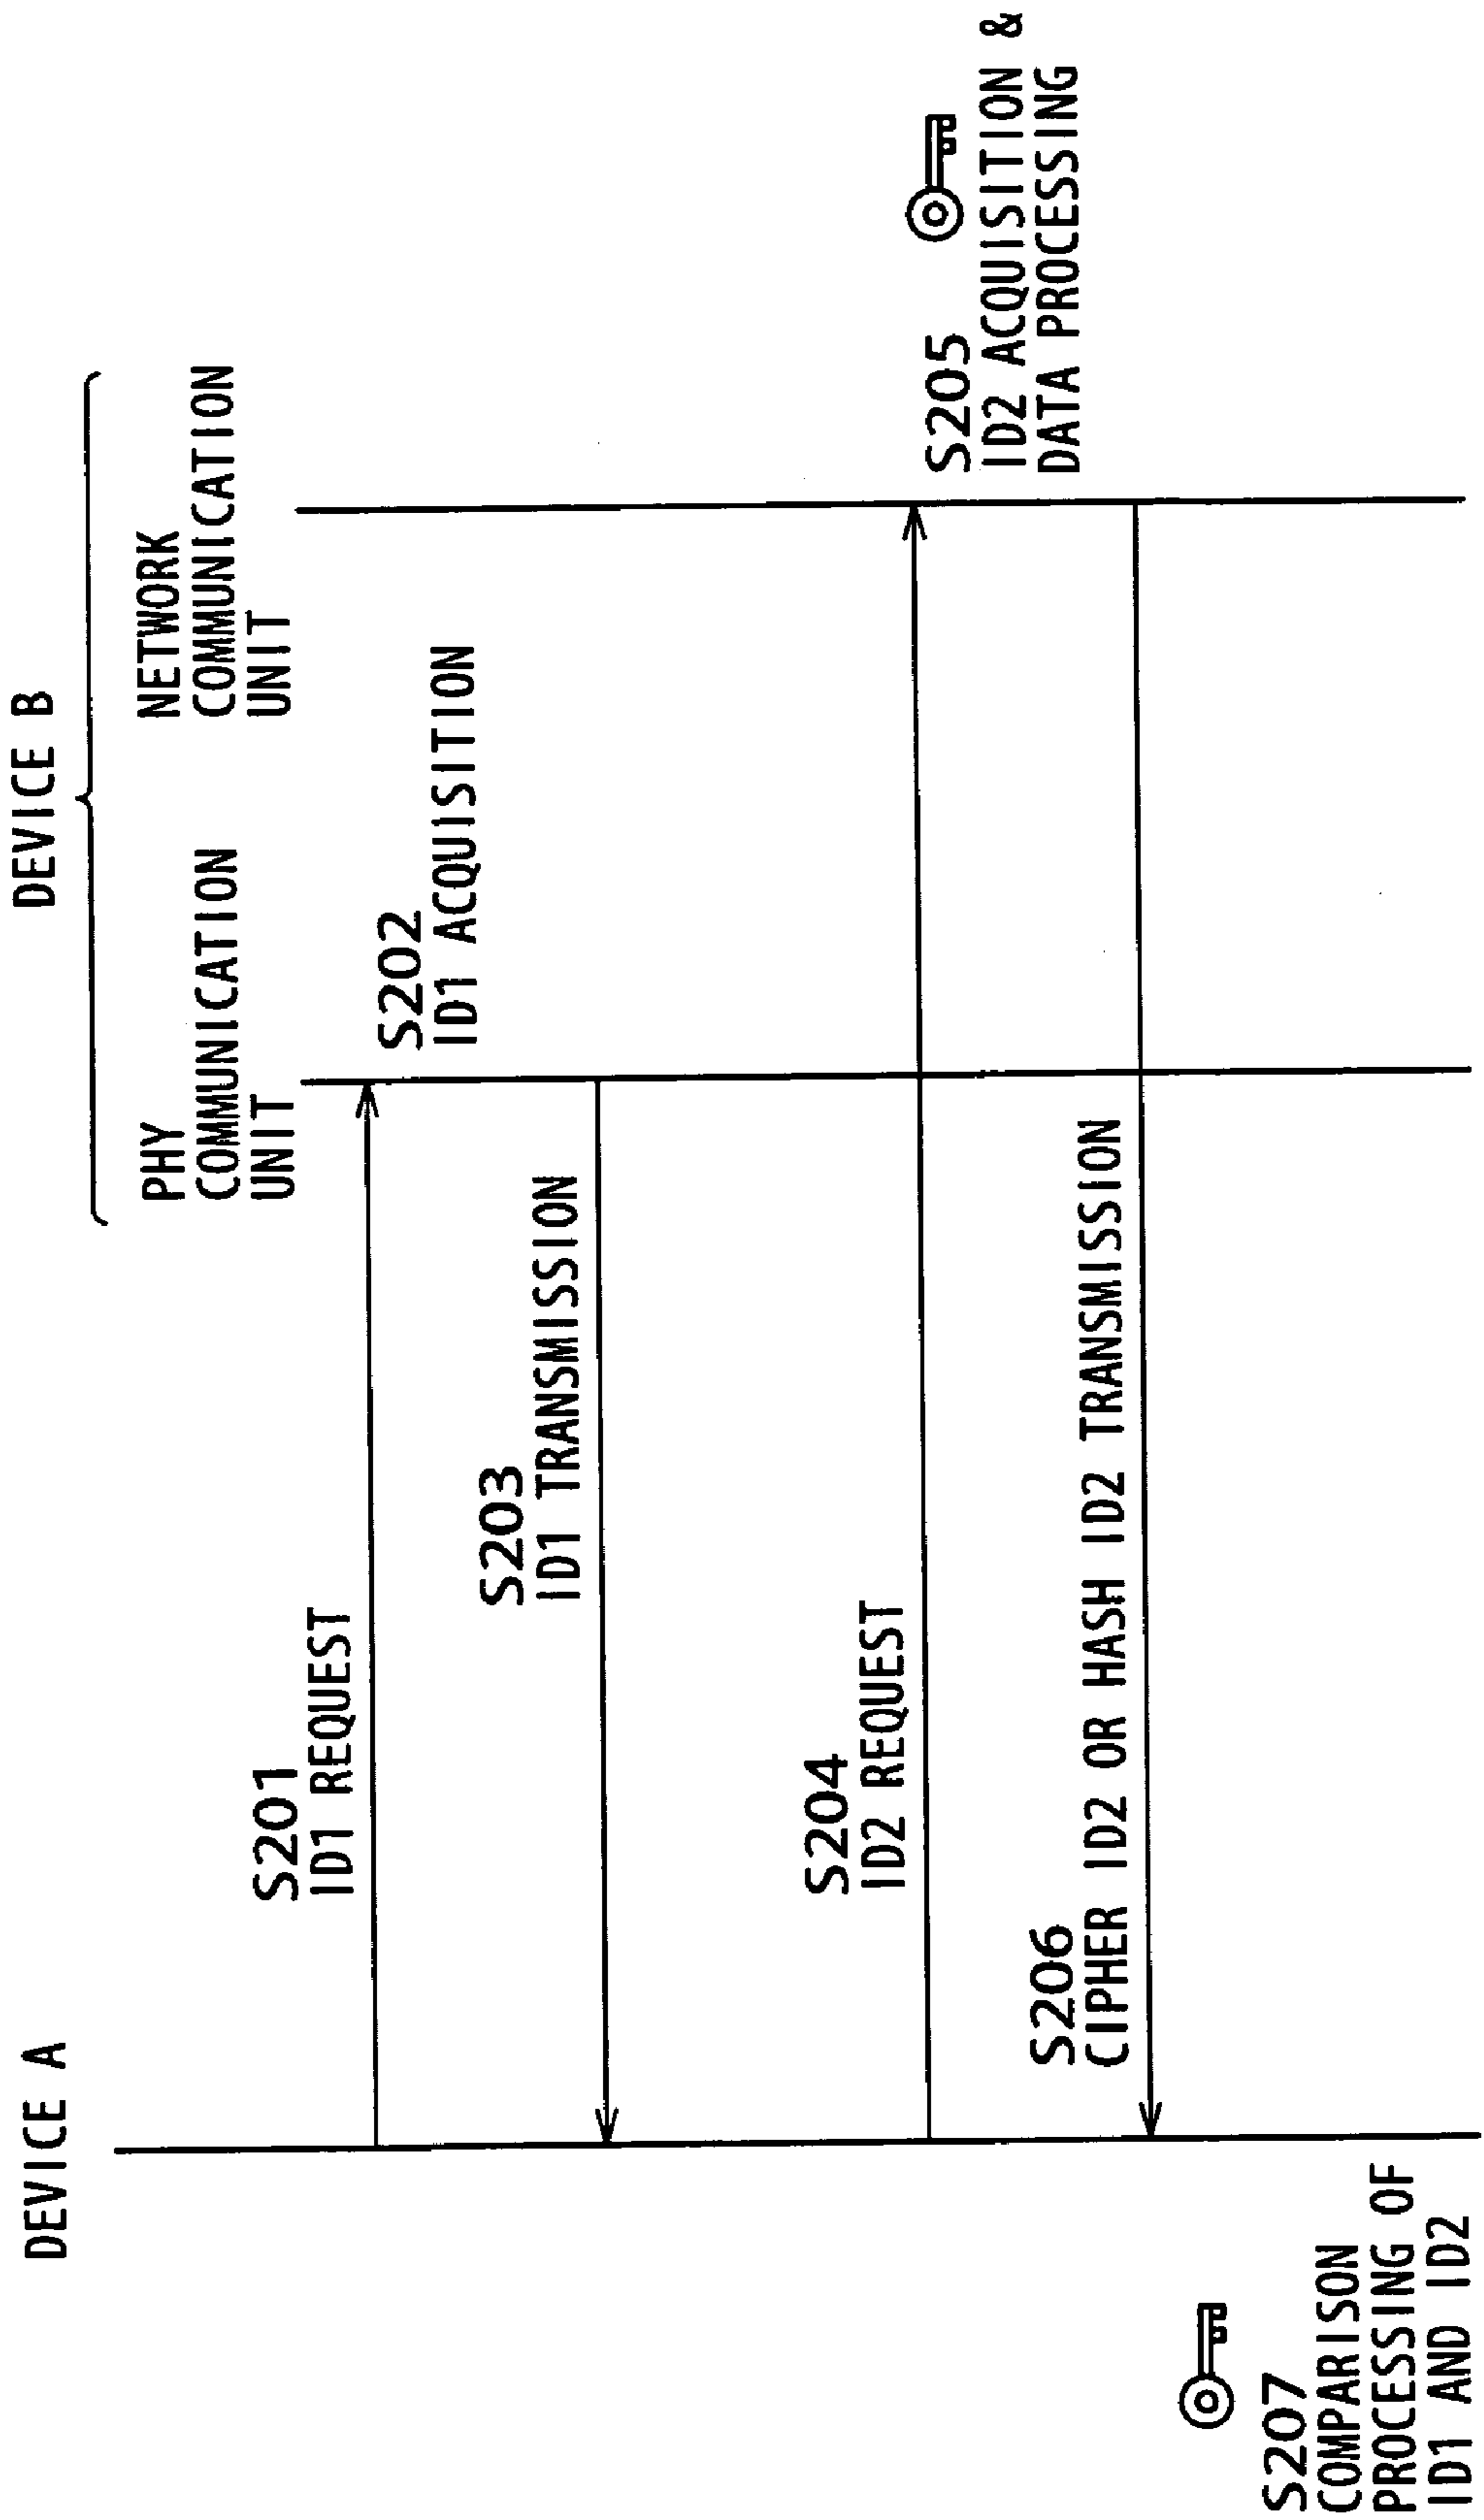 DEVICE A
DEVICE B
PHY
COMMUNICATION
UNIT
NETWORK
COMMUNICATION
UNIT
S201
ID1 REQUEST
S202
ID1 ACQUISITION
S203
ID1 TRANSMISSION
S204
ID2 REQUEST
S205
ID2 ACQUISITION &
DATA PROCESSING
S206
CIPHER ID2 OR HASH ID2 TRANSMISSION
S207
COMPARISON
PROCESSING OF
ID1 AND ID2